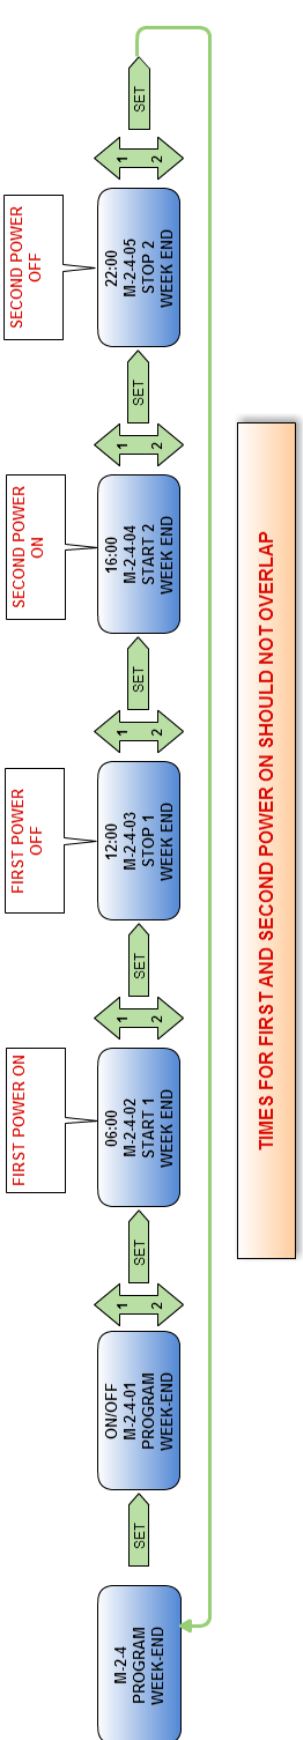 M-2-4
PROGRAM
WEEK-END
SET
ON/OFF
M-2-4-01
PROGRAM
WEEK-END
1
2
SET
FIRST POWER ON
06:00
M-2-4-02
START 1
WEEK END
1
2
SET
FIRST POWER
OFF
12:00
M-2-4-03
STOP 1
WEEK END
1
2
SET
SECOND POWER
ON
16:00
M-2-4-04
START 2
WEEK END
1
2
SET
SECOND POWER
OFF
22:00
M-2-4-05
STOP 2
WEEK END
1
2
SET
TIMES FOR FIRST AND SECOND POWER ON SHOULD NOT OVERLAP